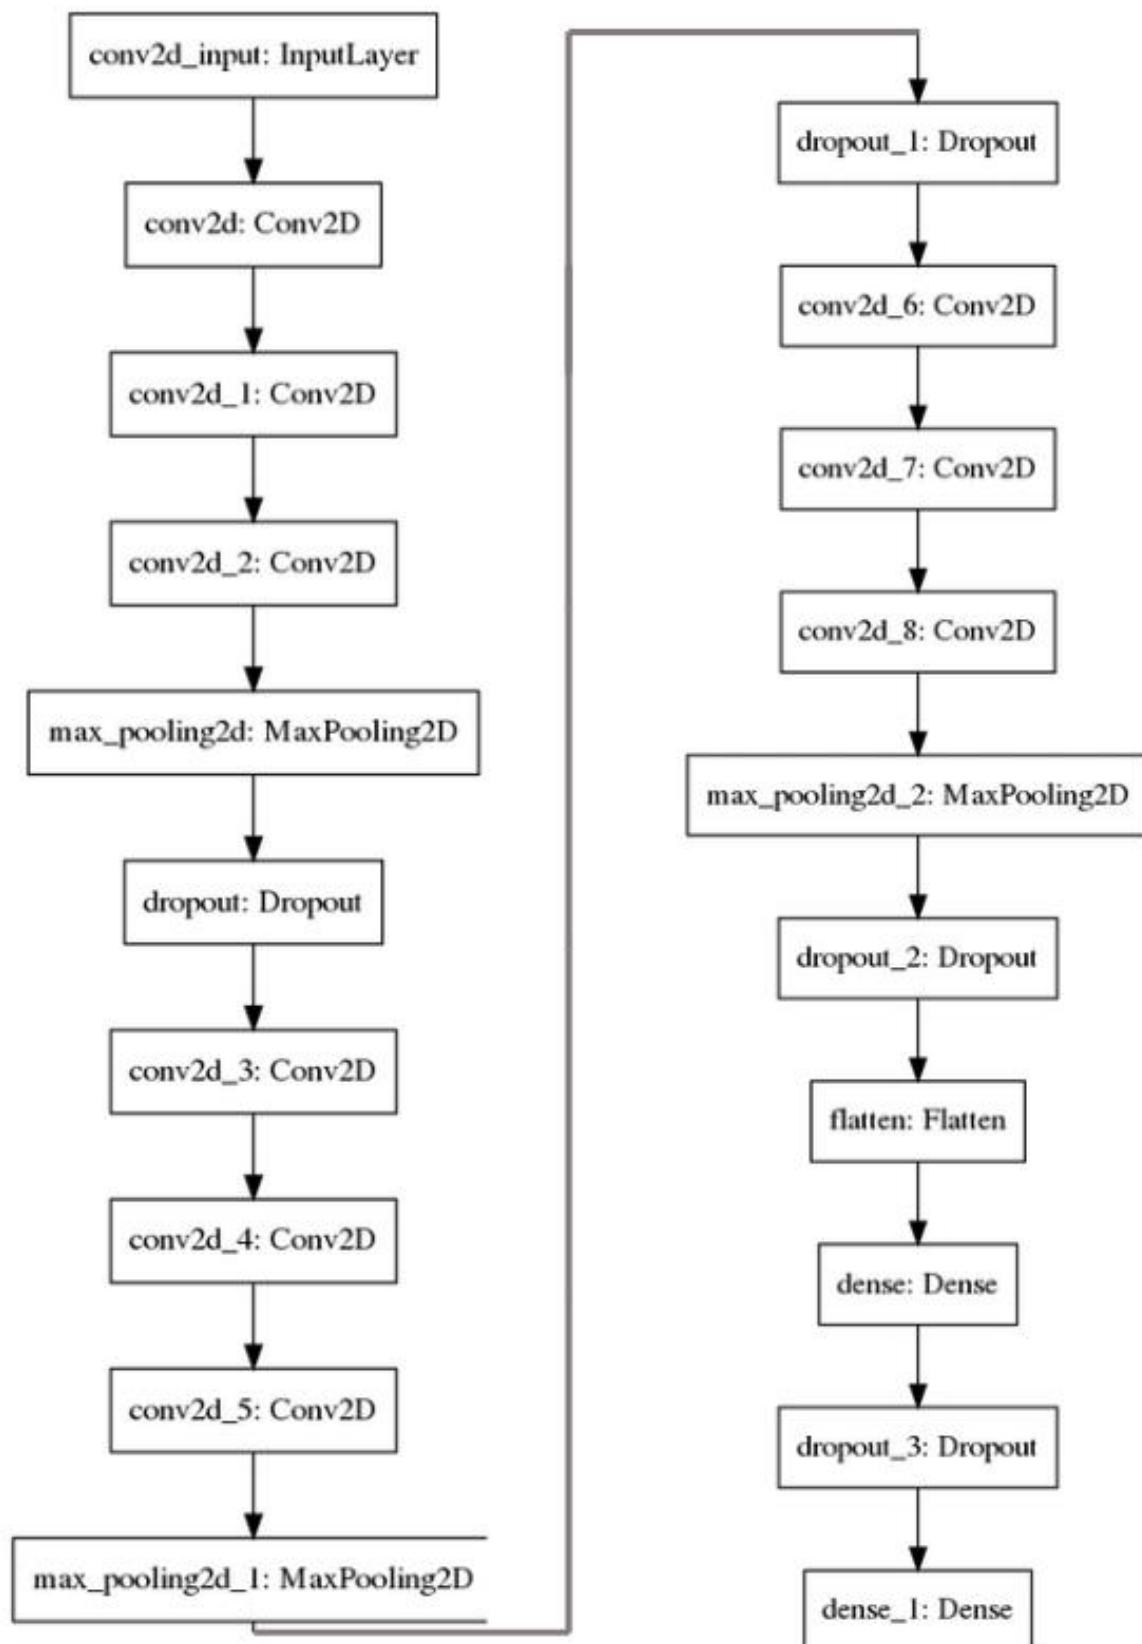 conv2d_input: InputLayer
conv2d: Conv2D
conv2d_1: Conv2D
conv2d_2: Conv2D
max_pooling2d: MaxPooling2D
dropout: Dropout
conv2d_3: Conv2D
conv2d_4: Conv2D
conv2d_5: Conv2D
max_pooling2d_1: MaxPooling2D
dropout_1: Dropout
conv2d_6: Conv2D
conv2d_7: Conv2D
conv2d_8: Conv2D
max_pooling2d_2: MaxPooling2D
dropout_2: Dropout
flatten: Flatten
dense: Dense
dropout_3: Dropout
dense_1: Dense